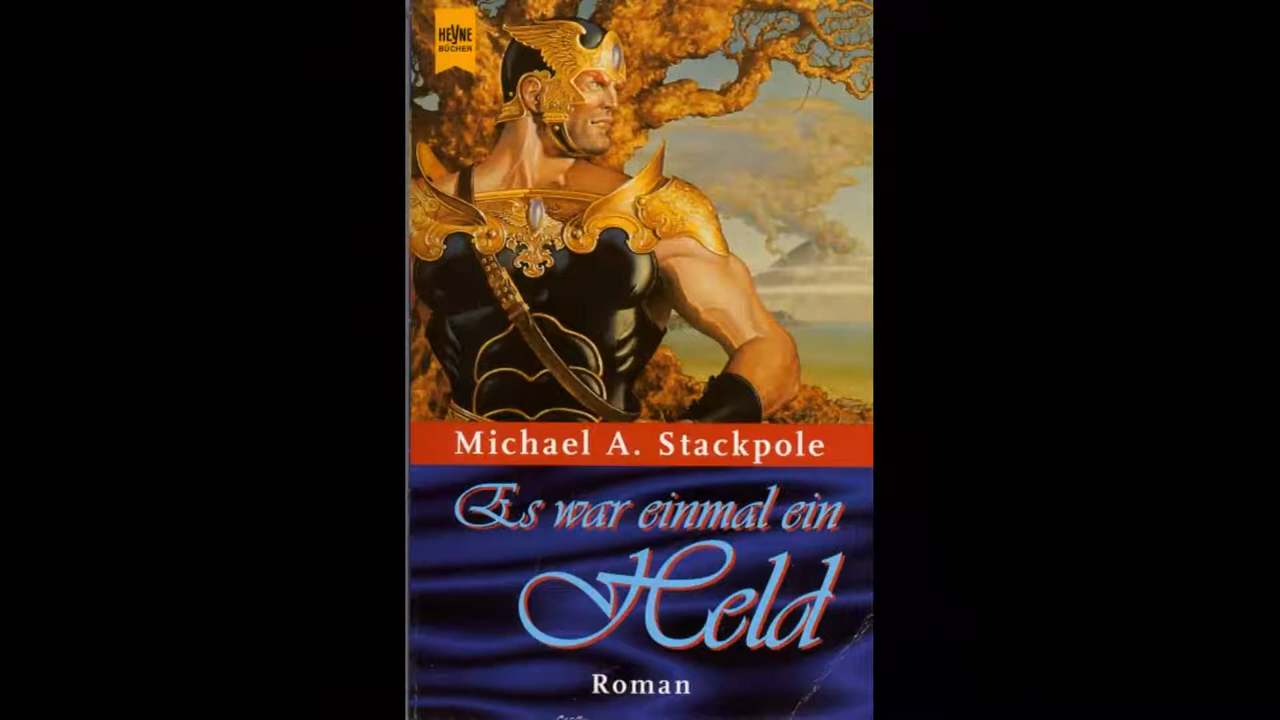 HEYNE
BÜCHER
Michael A. Stackpole
Es war einmal ein
Held
Roman